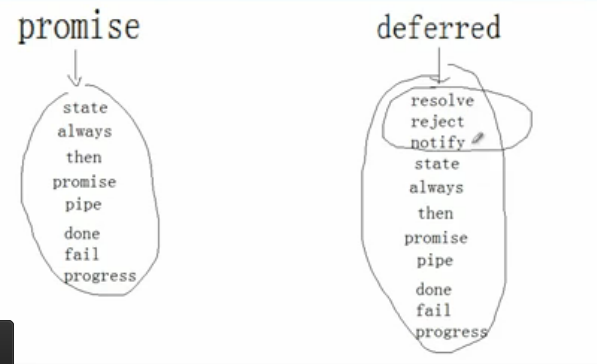 promise
state
always
then
promise
pipe
done
fail
progress
deferred
resolve
reject
notify
state
always
then
promise
pipe
done
fail
progress